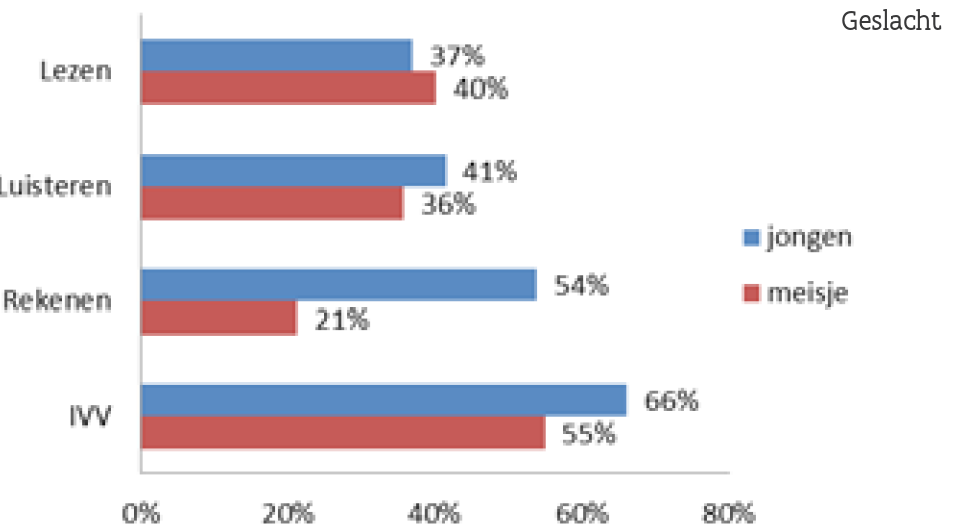 Geslacht
Lezen
37%
40%
Luisteren
41%
36%
jongen
Rekenen
54%
meisje
21%
IVV
66%
55%
0% 20% 40% 60% 80%